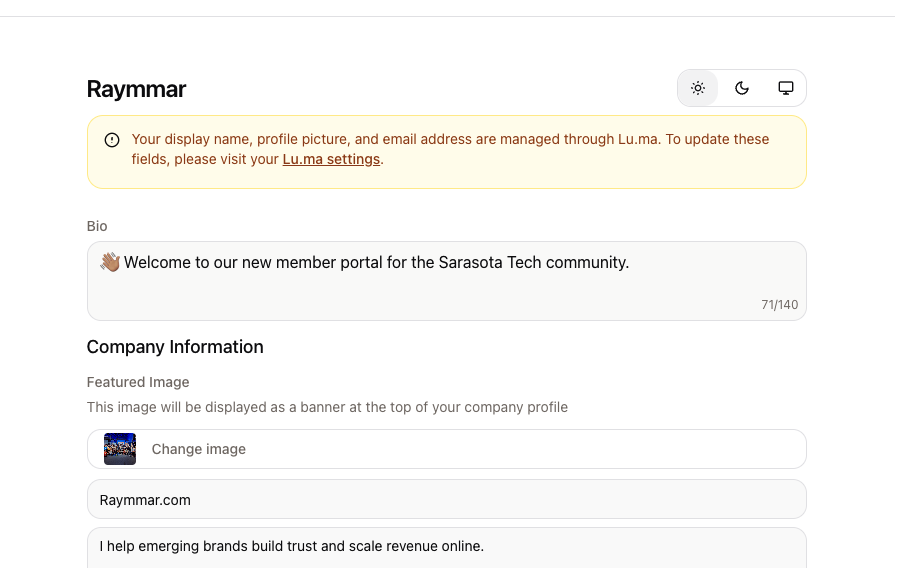 Raymmar
Your display name, profile picture, and email address are managed through Lu.ma. To update these
fields, please visit your Lu.ma settings.
Bio
👋🏽 Welcome to our new member portal for the Sarasota Tech community.
71/140
Company Information
Featured Image
This image will be displayed as a banner at the top of your company profile
Change image
Raymmar.com
I help emerging brands build trust and scale revenue online.